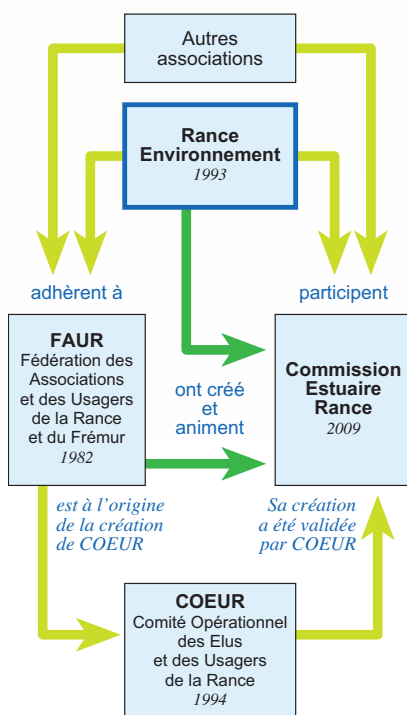 Autres
associations
Rance
Environnement
1993
adhèrent à
participent
FAUR
Fédération des
Associations
et des Usagers
de la Rance
et du Frémur
1982
ont créé
et
animent
Commission
Estuaire
Rance
2009
est à l'origine
de la création
de COEUR
Sa création
a été validée
par COEUR
COEUR
Comité Opérationnel
des Elus
et des Usagers
de la Rance
1994